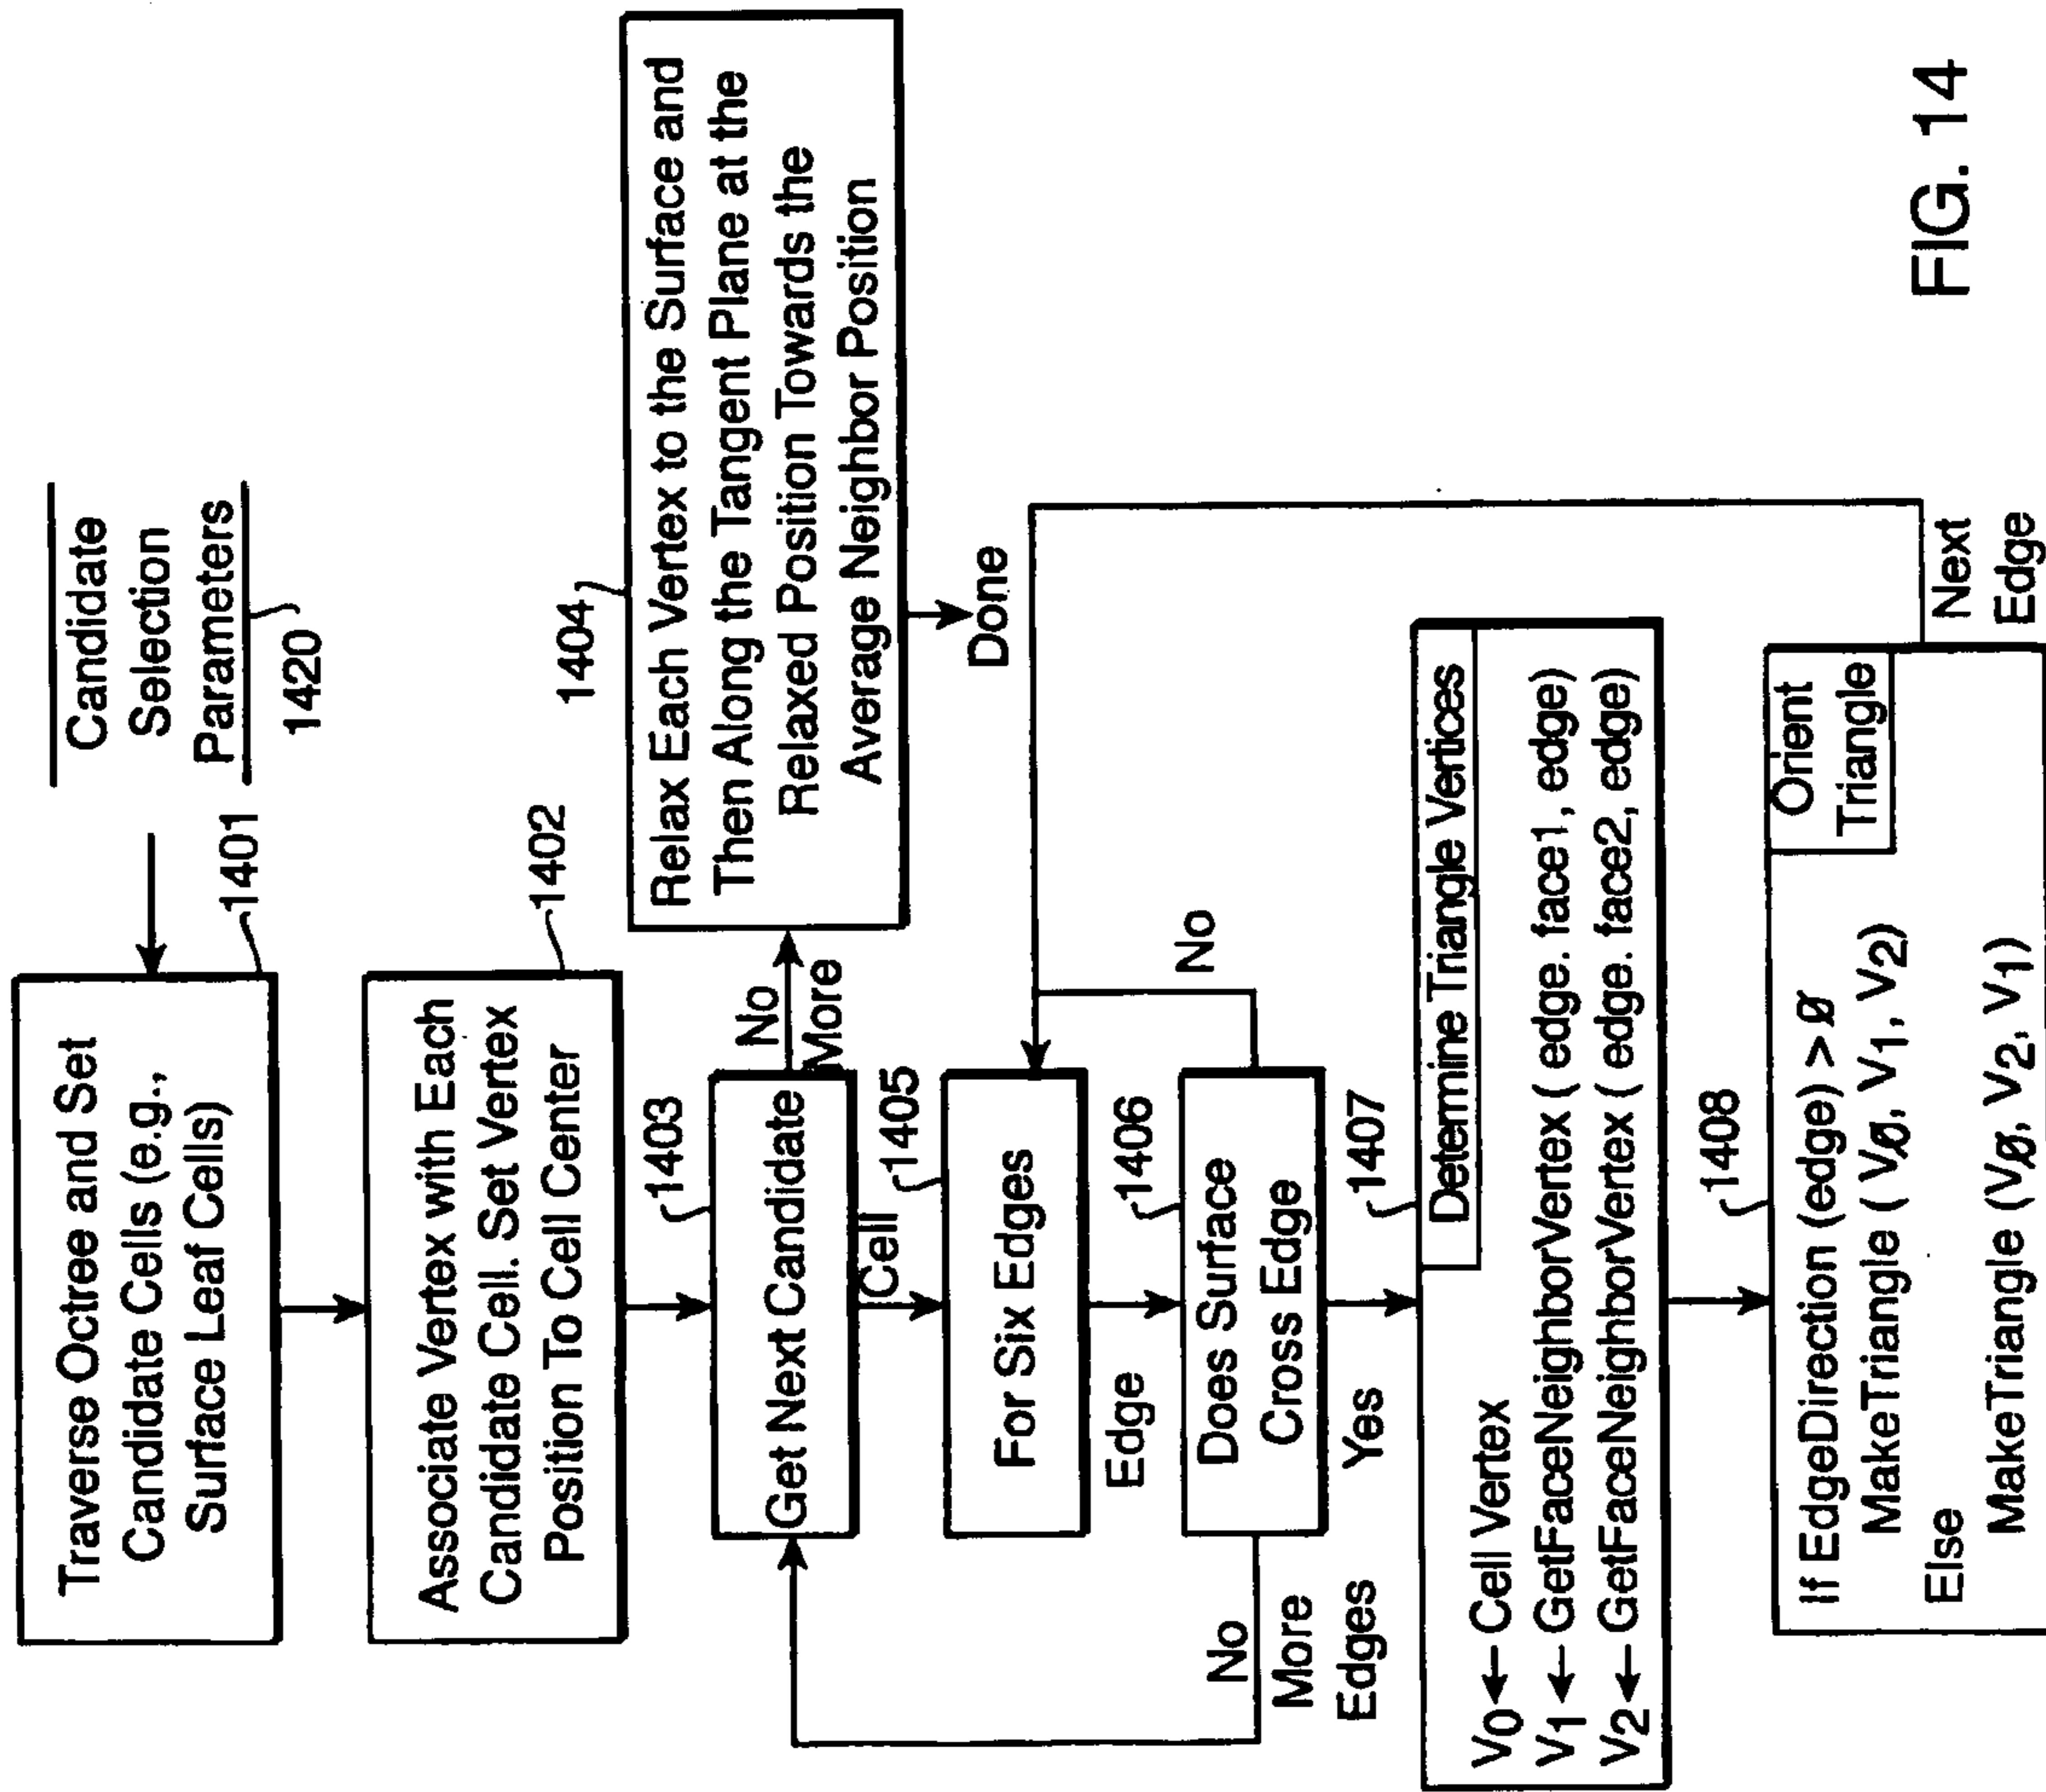 Candidate
Selection
Parameters
1420
Traverse Octree and Set
Candidate Cells (e.g.,
Surface Leaf Cells)
1401
Associate Vertex with Each
Candidate Cell. Set Vertex
Position To Cell Center
1402
1403
Get Next Candidate
No
More
1404
Relax Each Vertex to the Surface and
Then Along the Tangent Plane at the
Relaxed Position Towards the
Average Neighbor Position
Done
Cell
1405
For Six Edges
Edge
1406
Does Surface
Cross Edge
No
No
More
Edges
Yes
1407
Determine Triangle Vertices
V0 ← Cell Vertex
V1 ← GetFaceNeighborVertex ( edge. face1, edge)
V2 ← GetFaceNeighborVertex ( edge. face2, edge)
1408
Orient
Triangle
If EdgeDirection (edge) > Ø
MakeTriangle ( VØ, V1, V2)
Else
MakeTriangle (VØ, V2, V1)
Next
Edge
FIG. 14